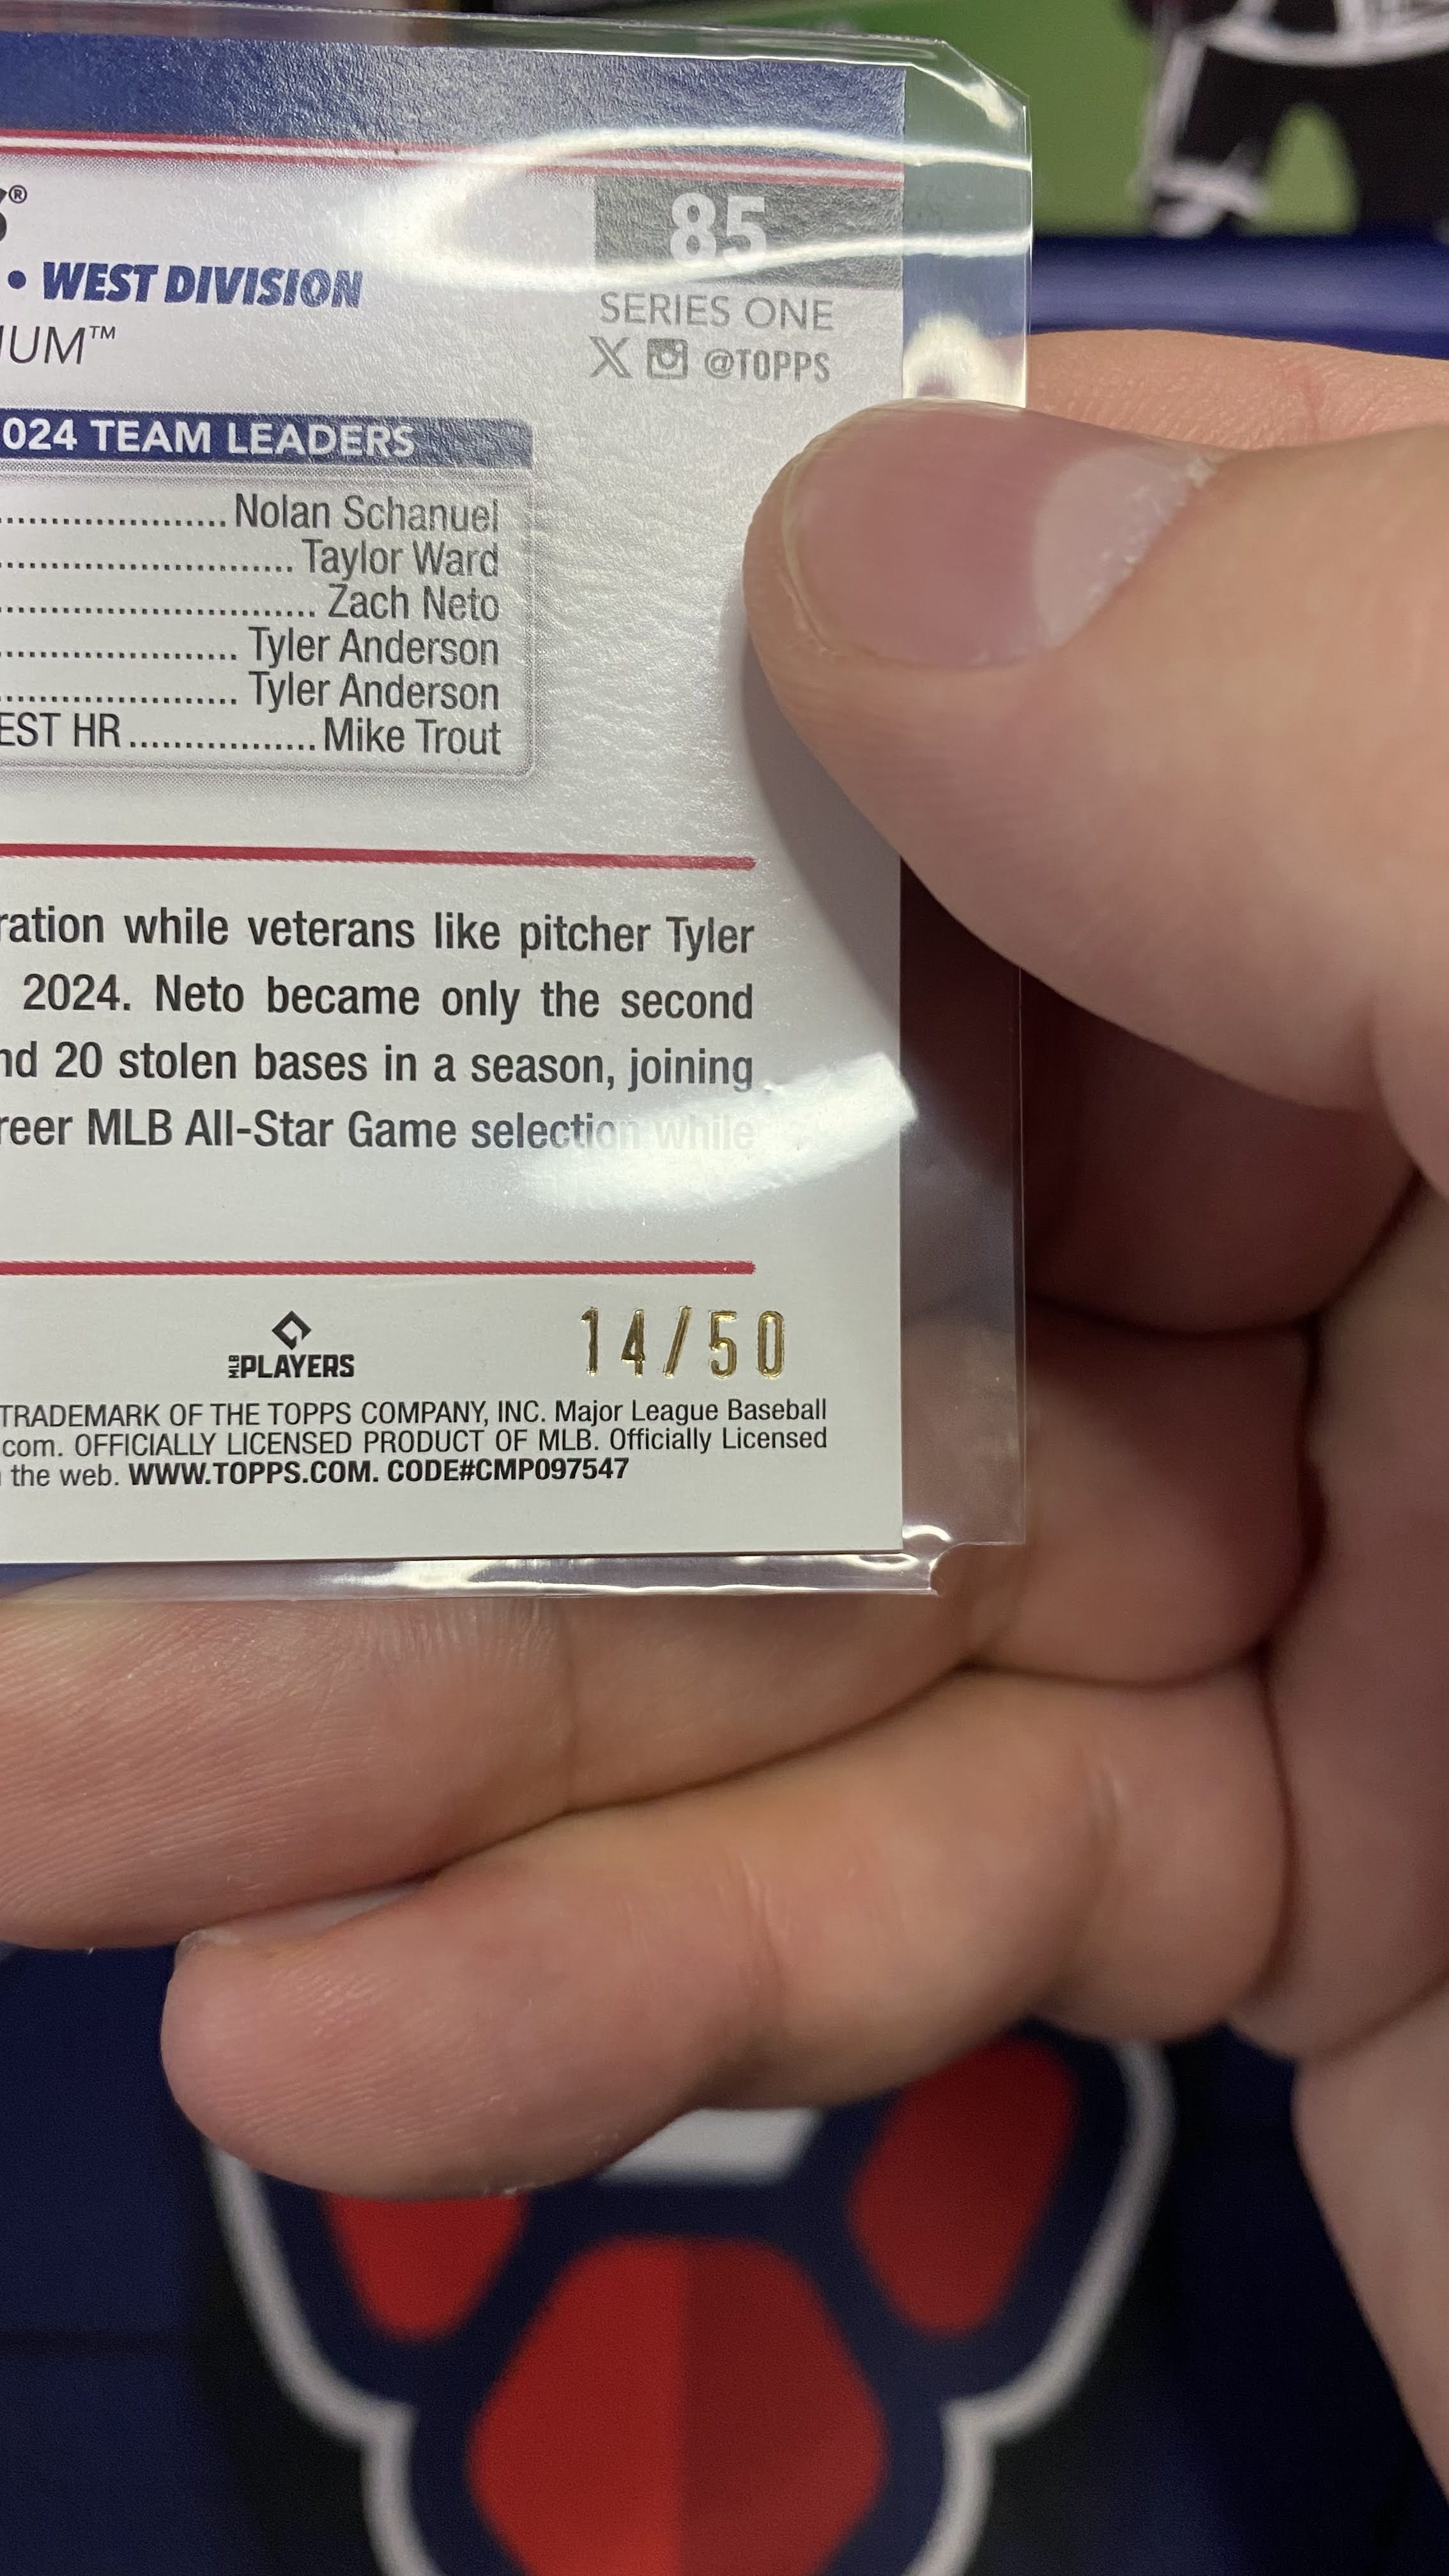 85
• WEST DIVISION
SERIES ONE
IUM™
X @TOPPS
024 TEAM LEADERS
Nolan Schanuel
Taylor Ward
Zach Neto
Tyler Anderson
Tyler Anderson
EST HR Mike Trout
ration while veterans like pitcher Tyler
2024. Neto became only the second
nd 20 stolen bases in a season, joining
reer MLB All-Star Game selection while
MLB PLAYERS
14/50
TRADEMARK OF THE TOPPS COMPANY, INC. Major League Baseball
com. OFFICIALLY LICENSED PRODUCT OF MLB. Officially Licensed
the web. WWW.TOPPS.COM. CODE#CMP097547